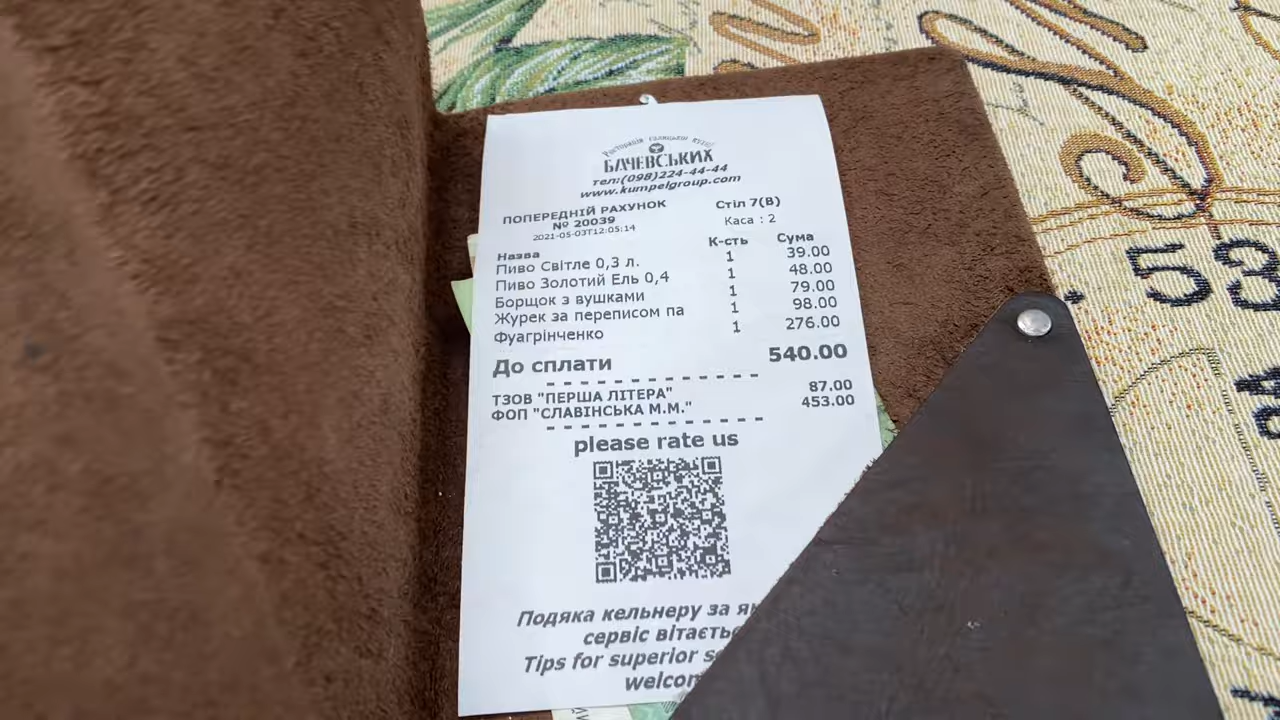 Ресторація галицької кухні
БАЧЕВСЬКИХ
тел:(098)224-44-44
www.kumpelgroup.com
ПОПЕРЕДНІЙ РАХУНОК
№ 20039
2021-05-03T12:05:14
Стіл 7(В)
Каса : 2
Назва К-сть Сума
Пиво Світле 0,3 л. 1 39.00
Пиво Золотий Ель 0,4 1 48.00
Борщок з вушками 1 79.00
Журек за переписом па 1 98.00
Фуагрінченко 1 276.00
До сплати 540.00
ТЗОВ "ПЕРША ЛІТЕРА" 87.00
ФОП "СЛАВІНСЬКА М.М." 453.00
please rate us
Подяка кельнеру за
сервіс
Tips for superior
53